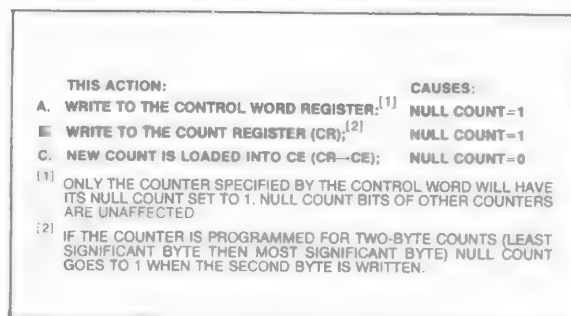 THIS ACTION: CAUSES:
A. WRITE TO THE CONTROL WORD REGISTER:[1] NULL COUNT=1
WRITE TO THE COUNT REGISTER (CR);[2] NULL COUNT=1
C. NEW COUNT IS LOADED INTO CE (CR→CE); NULL COUNT=0
[1] ONLY THE COUNTER SPECIFIED BY THE CONTROL WORD WILL HAVE
ITS NULL COUNT SET TO 1. NULL COUNT BITS OF OTHER COUNTERS
ARE UNAFFECTED
[2] IF THE COUNTER IS PROGRAMMED FOR TWO-BYTE COUNTS (LEAST
SIGNIFICANT BYTE THEN MOST SIGNIFICANT BYTE) NULL COUNT
GOES TO 1 WHEN THE SECOND BYTE IS WRITTEN.